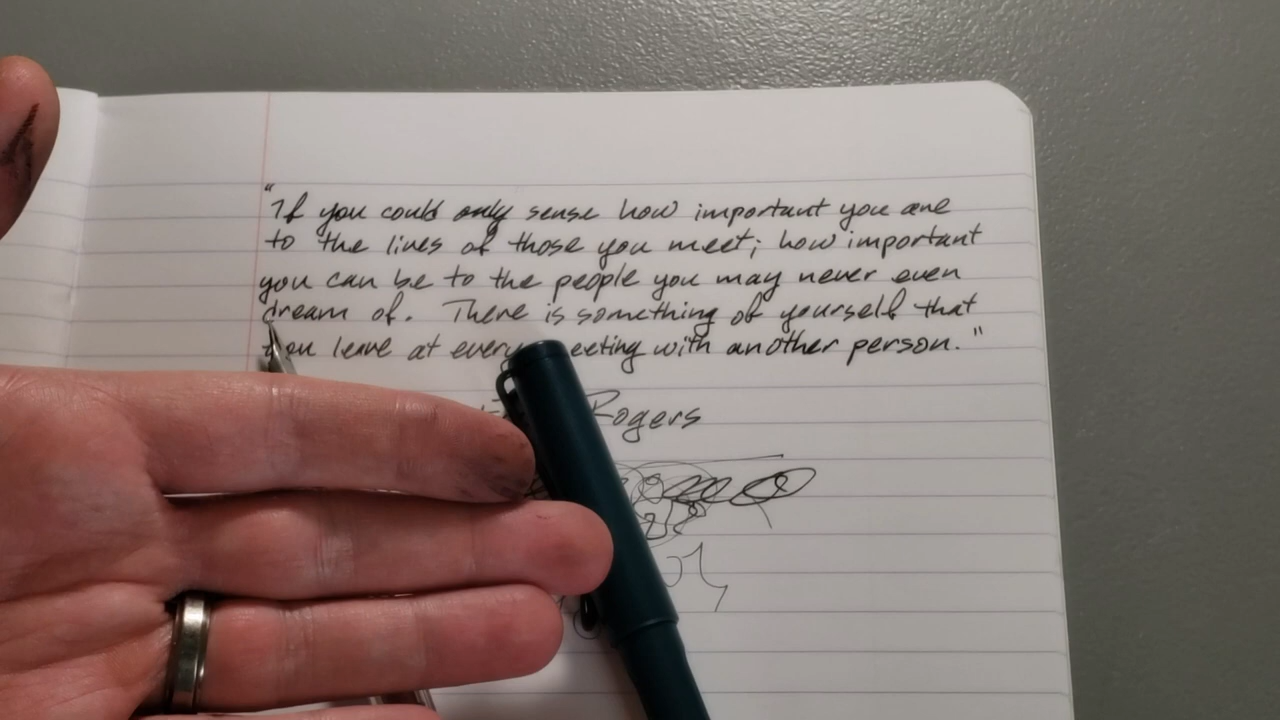 "If you could only sense how important you are
to the lives of those you meet; how important
you can be to the people you may never even
dream of. There is something of yourself that
you leave at every eeting with another person."
Rogers